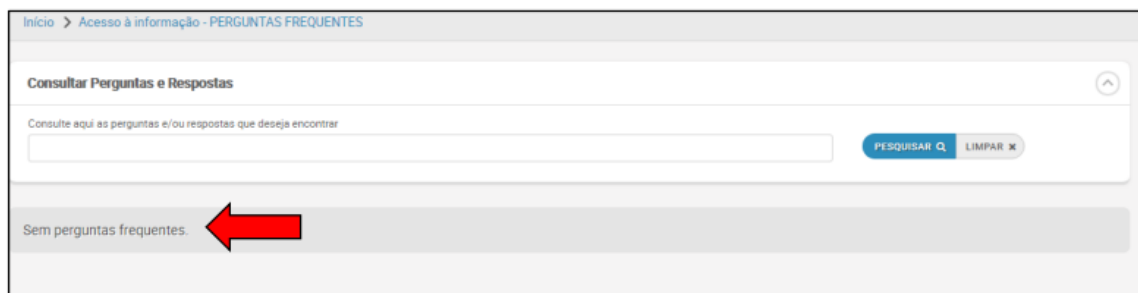 Início > Acesso à informação - PERGUNTAS FREQUENTES
Consultar Perguntas e Respostas
Consulte aqui as perguntas e/ou respostas que deseja encontrar
PESQUISAR LIMPAR
Sem perguntas frequentes.